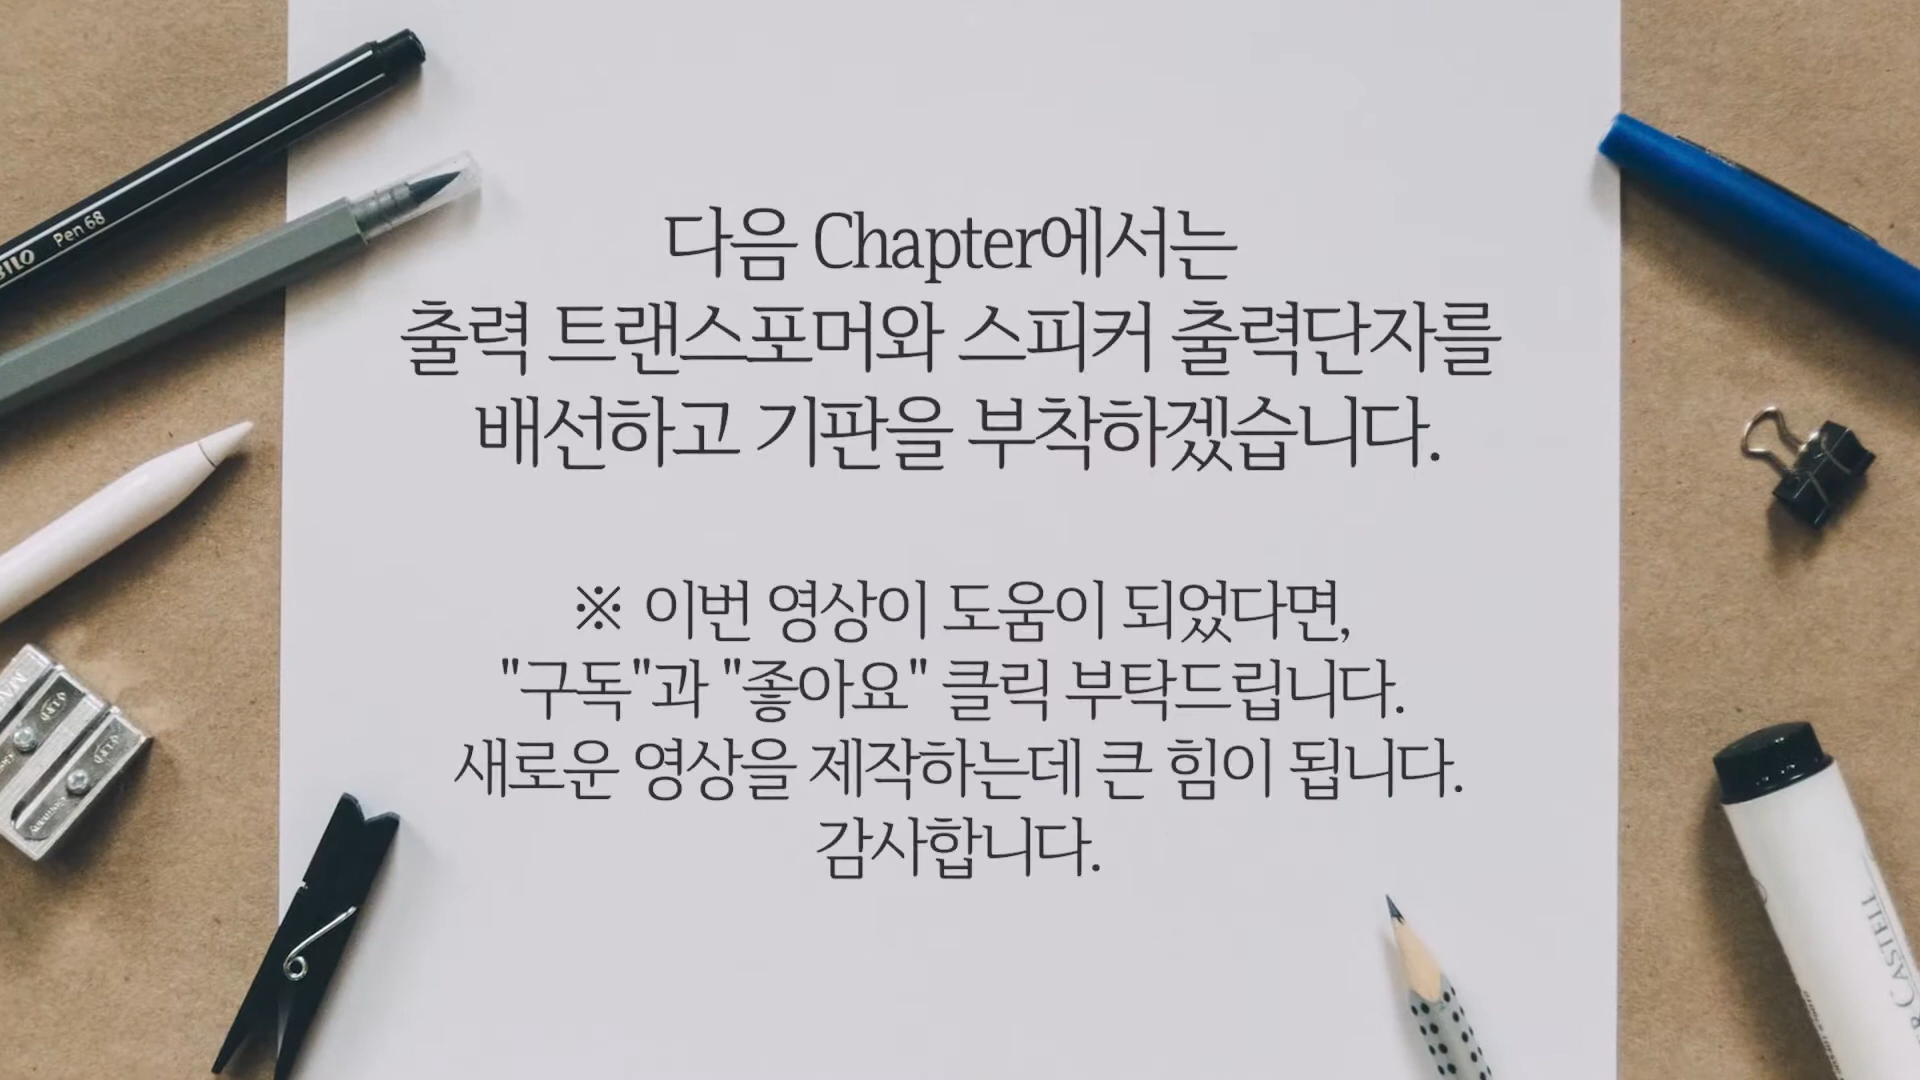 다음 Chapter에서는
출력 트랜스포머와 스피커 출력단자를
배선하고 기판을 부착하겠습니다.
※ 이번 영상이 도움이 되었다면,
"구독"과 "좋아요" 클릭 부탁드립니다.
새로운 영상을 제작하는데 큰 힘이 됩니다.
감사합니다.
Pen 68
CASTELL